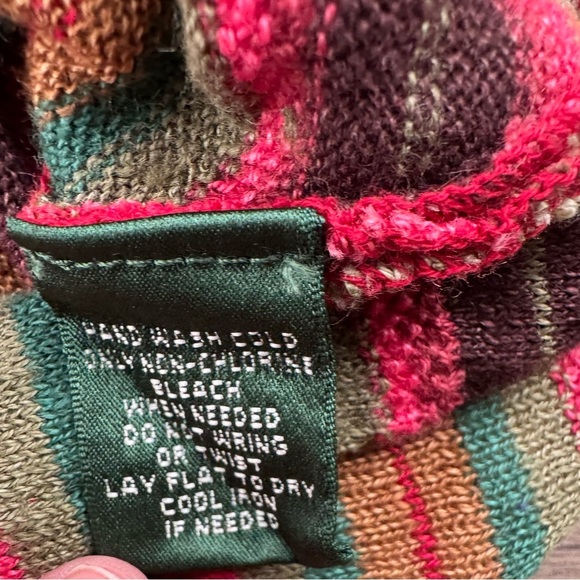 HAND WASH COLD
ONLY NON-CHLORINE
BLEACH
WHEN NEEDED
DO NOT WRING
OR TWIST
LAY FLAT TO DRY
COOL IRON
IF NEEDED